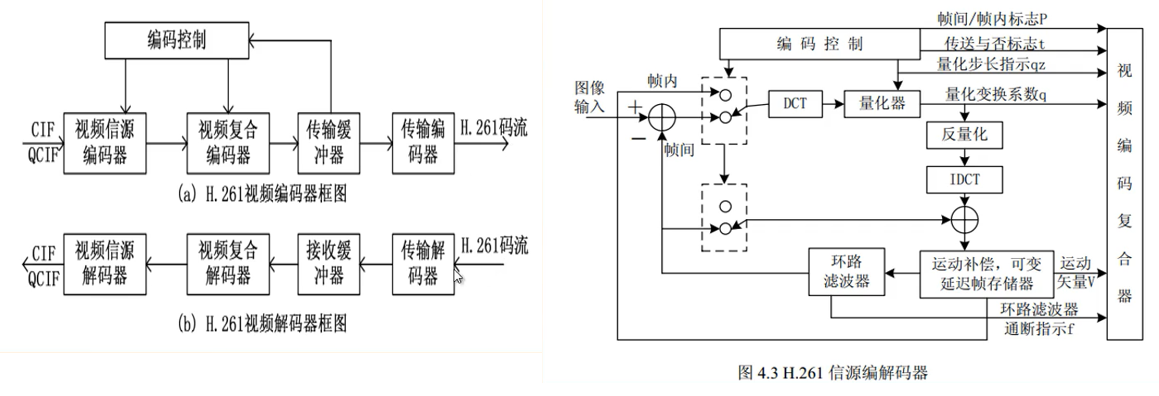 编码控制
CIF
QCIF
视频信源
编码器
视频复合
编码器
传输缓
冲器
传输编
码器
H.261码流
(a) H.261视频编码器框图
CIF
QCIF
视频信源
解码器
视频复合
解码器
接收缓
冲器
传输解
码器
H.261码流
(b) H.261视频解码器框图
帧间/帧内标志P
编 码 控 制
传送与否标志t
量化步长指示qz
图像
输入
帧内
+
−
帧间
DCT
量化器
量化变换系数q
反量化
IDCT
环路
滤波器
运动补偿，可变
延迟帧存储器
运动
矢量V
环路滤波器
通断指示f
视
频
编
码
复
合
器
图 4.3 H.261 信源编解码器